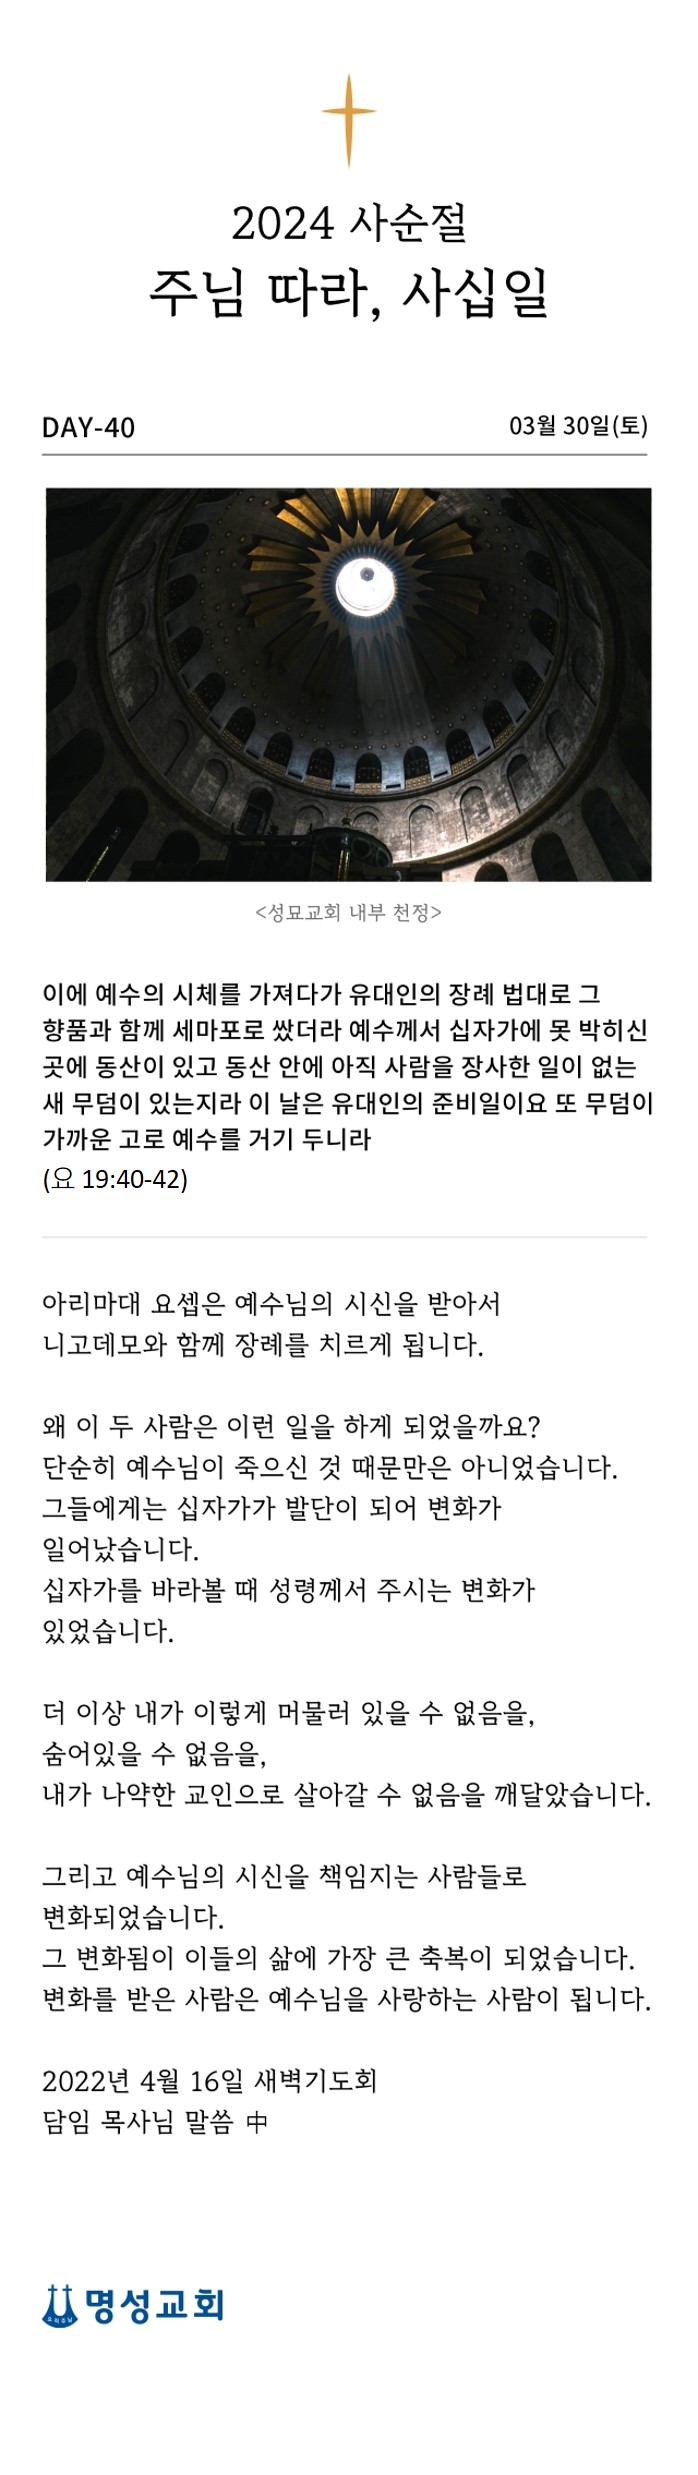 2024 사순절
주님 따라, 사십일
DAY-40
03월 30일(토)
<성묘교회 내부 천정>
이에 예수의 시체를 가져다가 유대인의 장례 법대로 그
향품과 함께 세마포로 쌌더라 예수께서 십자가에 못 박히신
곳에 동산이 있고 동산 안에 아직 사람을 장사한 일이 없는
새 무덤이 있는지라 이 날은 유대인의 준비일이요 또 무덤이
가까운 고로 예수를 거기 두니라
(요 19:40-42)
아리마대 요셉은 예수님의 시신을 받아서
니고데모와 함께 장례를 치르게 됩니다.
왜 이 두 사람은 이런 일을 하게 되었을까요?
단순히 예수님이 죽으신 것 때문만은 아니었습니다.
그들에게는 십자가가 발단이 되어 변화가
일어났습니다.
십자가를 바라볼 때 성령께서 주시는 변화가
있었습니다.
더 이상 내가 이렇게 머물러 있을 수 없음을,
숨어있을 수 없음을,
내가 나약한 교인으로 살아갈 수 없음을 깨달았습니다.
그리고 예수님의 시신을 책임지는 사람들로
변화되었습니다.
그 변화됨이 이들의 삶에 가장 큰 축복이 되었습니다.
변화를 받은 사람은 예수님을 사랑하는 사람이 됩니다.
2022년 4월 16일 새벽기도회
담임 목사님 말씀 中
오직주님
명성교회